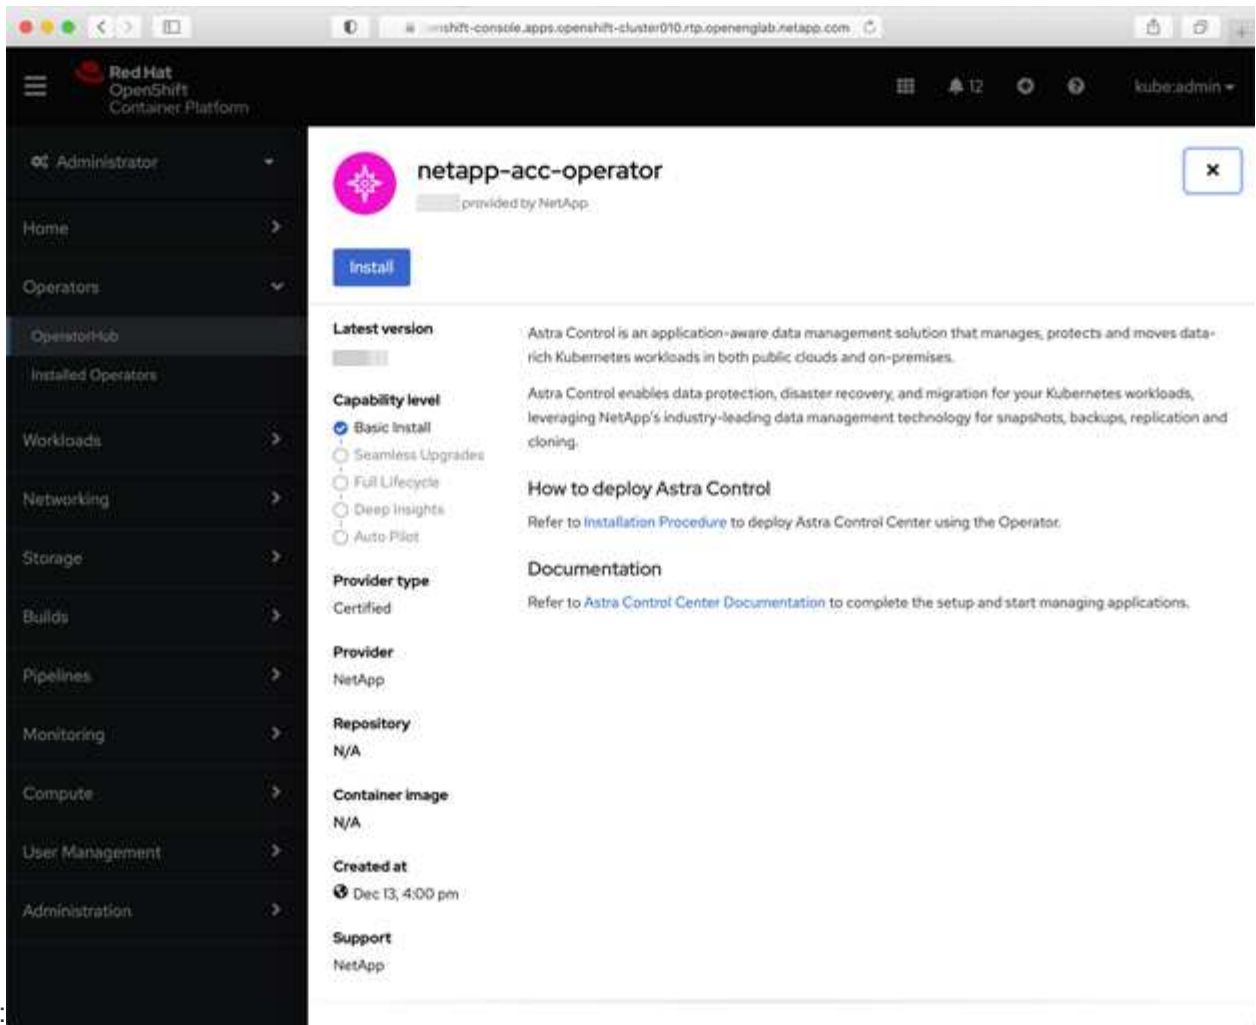 shift-console.apps.openshift-cluster010.rtp.openenglab.netapp.com
Red Hat
OpenShift
Container Platform
12
kube:admin
Administrator
Home
Operators
OperatorHub
Installed Operators
Workloads
Networking
Storage
Builds
Pipelines
Monitoring
Compute
User Management
Administration
netapp-acc-operator
provided by NetApp
Install
Latest version
Capability level
Basic Install
Seamless Upgrades
Full Lifecycle
Deep Insights
Auto Pilot
Provider type
Certified
Provider
NetApp
Repository
N/A
Container image
N/A
Created at
Dec 13, 4:00 pm
Support
NetApp
Astra Control is an application-aware data management solution that manages, protects and moves data-
rich Kubernetes workloads in both public clouds and on-premises.
Astra Control enables data protection, disaster recovery, and migration for your Kubernetes workloads,
leveraging NetApp's industry-leading data management technology for snapshots, backups, replication and
cloning.
How to deploy Astra Control
Refer to Installation Procedure to deploy Astra Control Center using the Operator.
Documentation
Refer to Astra Control Center Documentation to complete the setup and start managing applications.
: